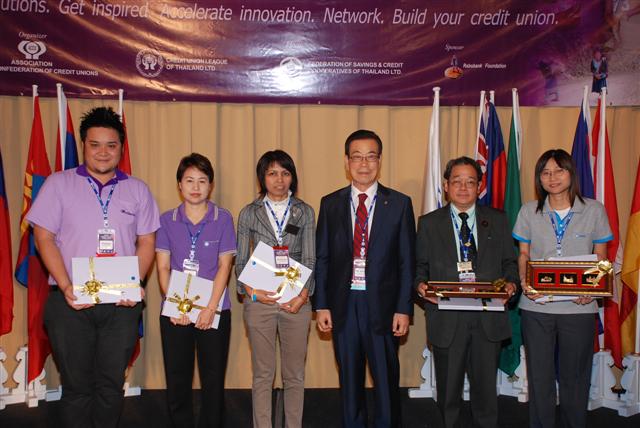 utions. Get inspired. Accelerate innovation. Network. Build your credit union.
Organizer
Sponsor
ASSOCIATION
CONFEDERATION OF CREDIT UNIONS
CREDIT UNION LEAGUE
OF THAILAND LTD.
FEDERATION OF SAVINGS & CREDIT
COOPERATIVES OF THAILAND LTD.
Rabobank Foundation